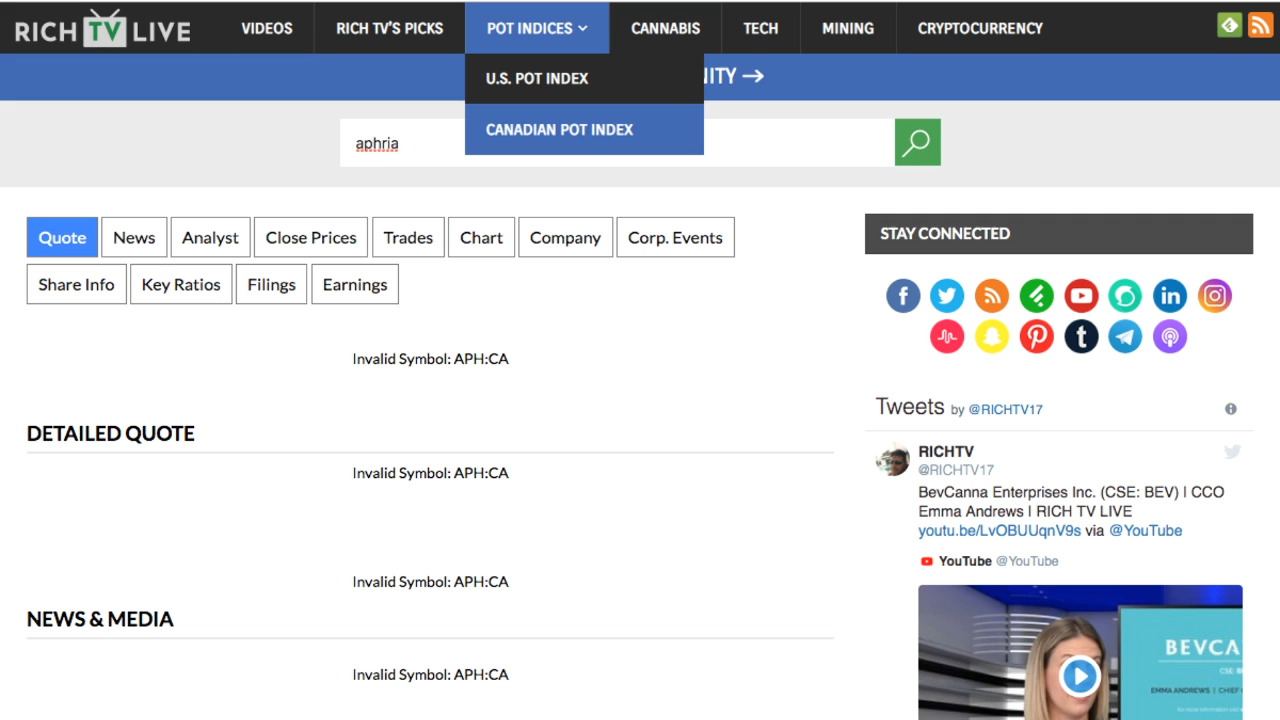 RICH TV LIVE
VIDEOS RICH TV'S PICKS POT INDICES CANNABIS TECH MINING CRYPTOCURRENCY
U.S. POT INDEX
NITY →
CANADIAN POT INDEX
aphria
Quote News Analyst Close Prices Trades Chart Company Corp. Events
Share Info Key Ratios Filings Earnings
Invalid Symbol: APH:CA
DETAILED QUOTE
Invalid Symbol: APH:CA
Invalid Symbol: APH:CA
NEWS & MEDIA
Invalid Symbol: APH:CA
STAY CONNECTED
Tweets by @RICHTV17
RICHTV
@RICHTV17
BevCanna Enterprises Inc. (CSE: BEV) I CCO
Emma Andrews I RICH TV LIVE
youtu.be/LvOBUUqnV9s via @YouTube
YouTube @YouTube
BEVCA
CSE:
EMMA ANDREWS | CHIEF